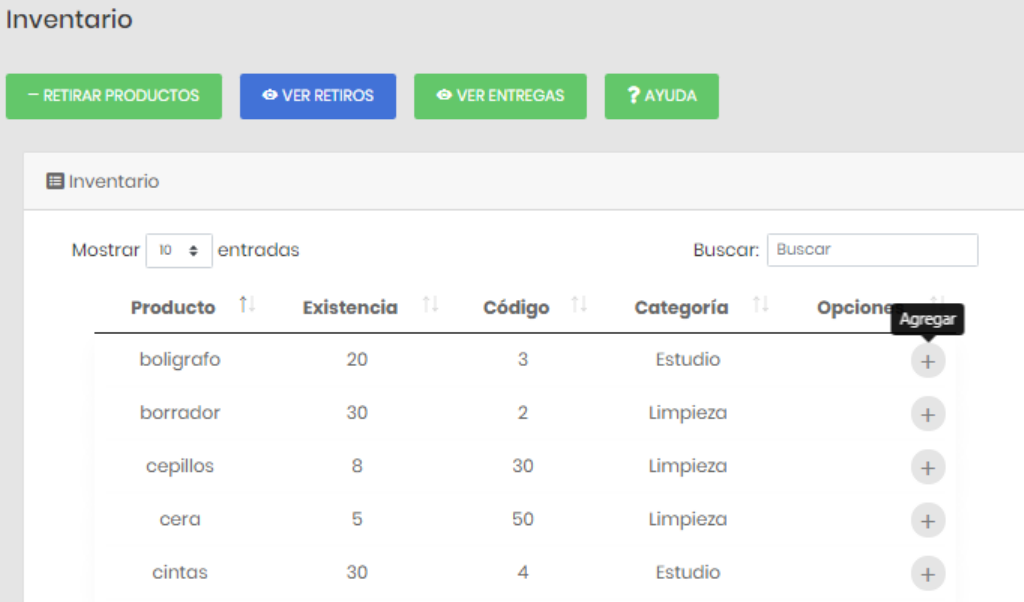 Inventario
− RETIRAR PRODUCTOS VER RETIROS VER ENTREGAS ? AYUDA
Inventario
Mostrar 10 entradas Buscar: Buscar
Producto Existencia Código Categoría Opcione
Agregar
boligrafo 20 3 Estudio +
borrador 30 2 Limpieza +
cepillos 8 30 Limpieza +
cera 5 50 Limpieza +
cintas 30 4 Estudio +